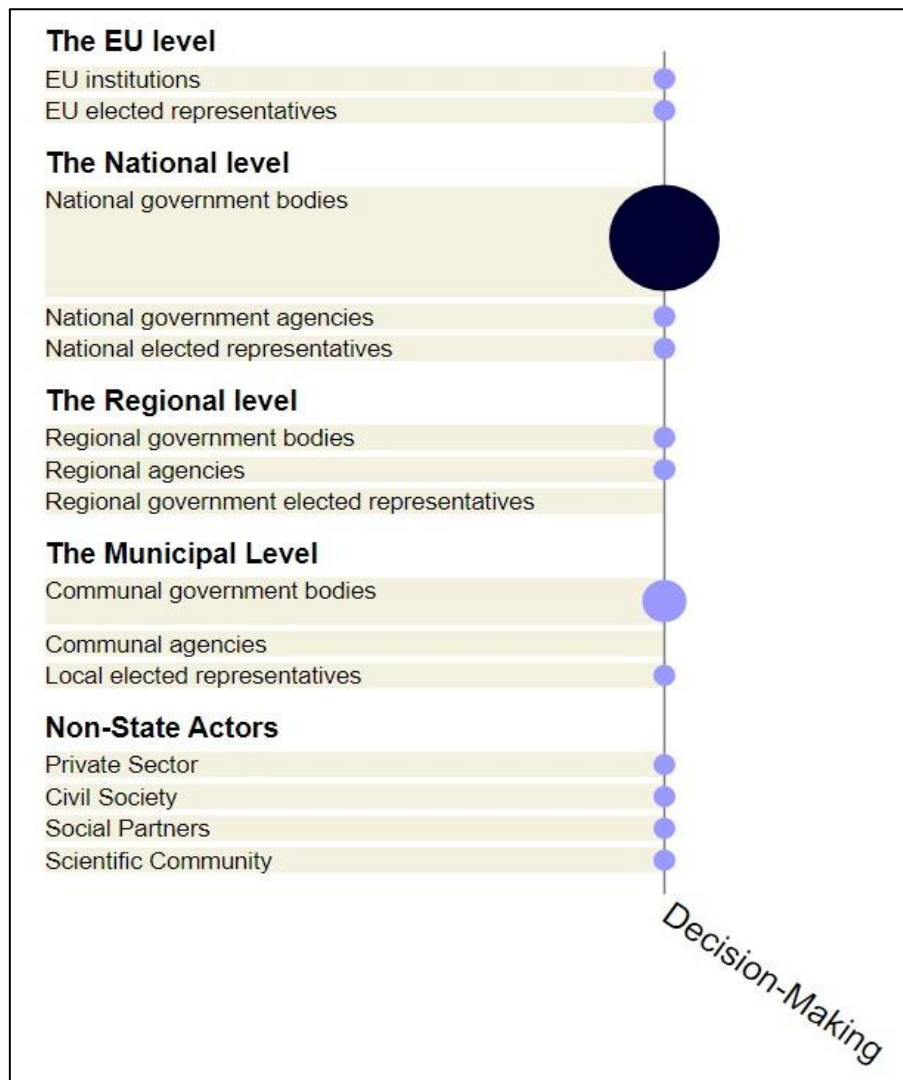 The EU level
EU institutions
EU elected representatives
The National level
National government bodies
National government agencies
National elected representatives
The Regional level
Regional government bodies
Regional agencies
Regional government elected representatives
The Municipal Level
Communal government bodies
Communal agencies
Local elected representatives
Non-State Actors
Private Sector
Civil Society
Social Partners
Scientific Community
Decision-Making